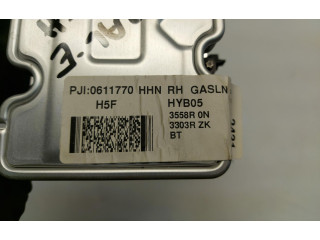 PJI:0611770 HHN RH GASLN
H5F HYB05
3558R 0N
3303R ZK
BT